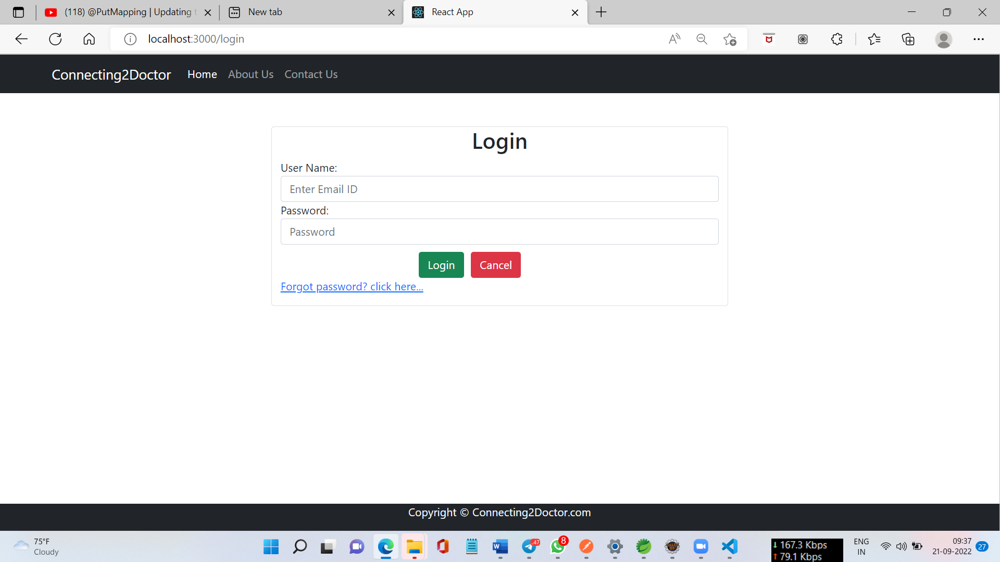 (118) @PutMapping | Updating t
New tab
React App
localhost:3000/login
Connecting2Doctor
Home
About Us
Contact Us
Login
User Name:
Enter Email ID
Password:
Password
Login
Cancel
Forgot password? click here...
Copyright © Connecting2Doctor.com
75°F
Cloudy
47
8
↓ 167.3 Kbps
↑ 79.1 Kbps
ENG
IN
09:37
21-09-2022
27